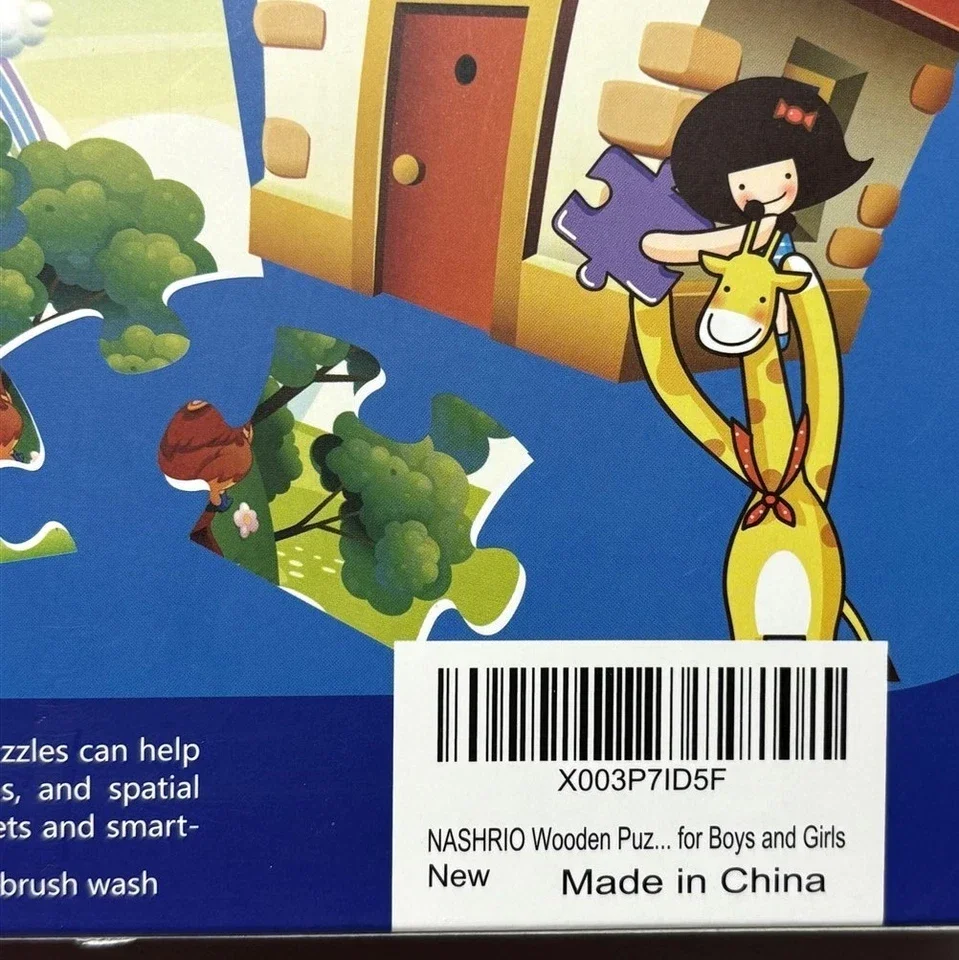 zzles can help
s, and spatial
ets and smart-
brush wash
X003P7ID5F
NASHRIO Wooden Puz... for Boys and Girls
New
Made in China